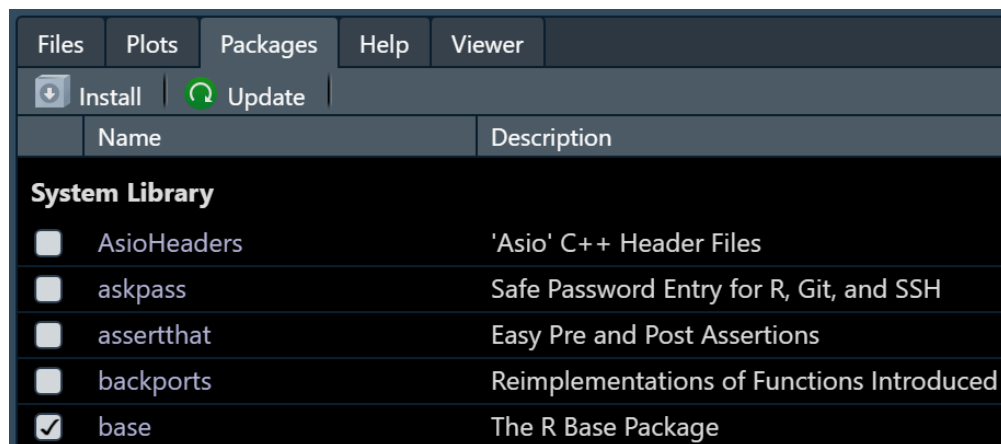 Files Plots Packages Help Viewer
Install Update
Name Description
System Library
AsioHeaders 'Asio' C++ Header Files
askpass Safe Password Entry for R, Git, and SSH
assertthat Easy Pre and Post Assertions
backports Reimplementations of Functions Introduced
base The R Base Package